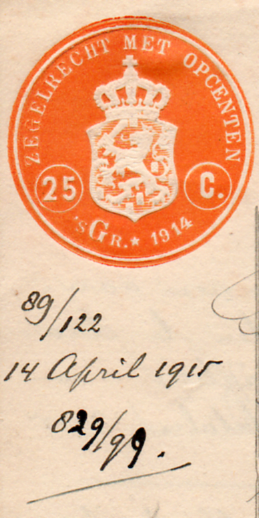 ZEGELRECHT MET OPCENTEN
25 C.
'sGr. ★ 1914
89/122
14 April 1915
829/99.